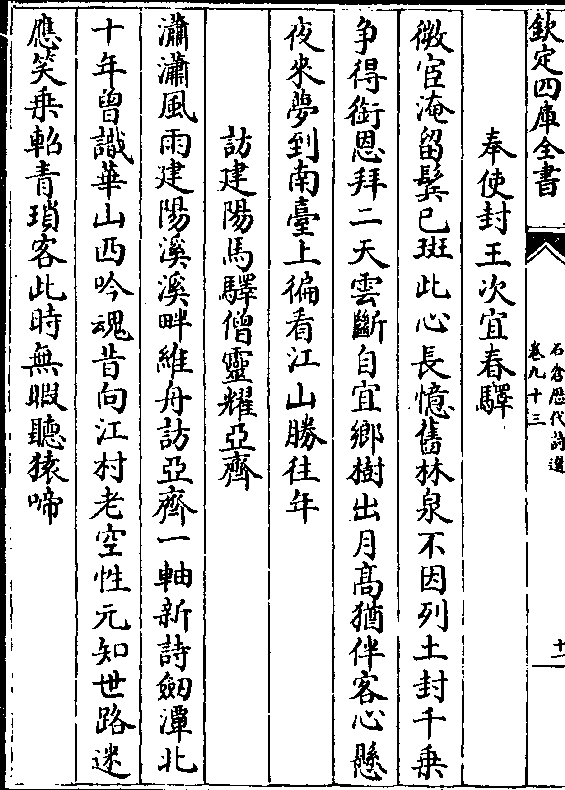 欽定四庫全書
石倉歷代詩選
卷九十三
十二
奉使封王次宜春驛
微宦淹留鬂已斑此心長憶舊林泉不因列土封千乗
争得銜恩拜二天雲斷自宜鄉樹出月髙猶伴客心懸
夜來夢到南臺上徧看江山勝往年
訪建陽馬驛僧靈耀亞齊
瀟瀟風雨建陽溪溪畔維舟訪亞齊一軸新詩劒潭北
十年曾識華山西吟魂昔向江村老空性元知世路迷
應笑乗軺青瑣客此時無暇聽猿啼